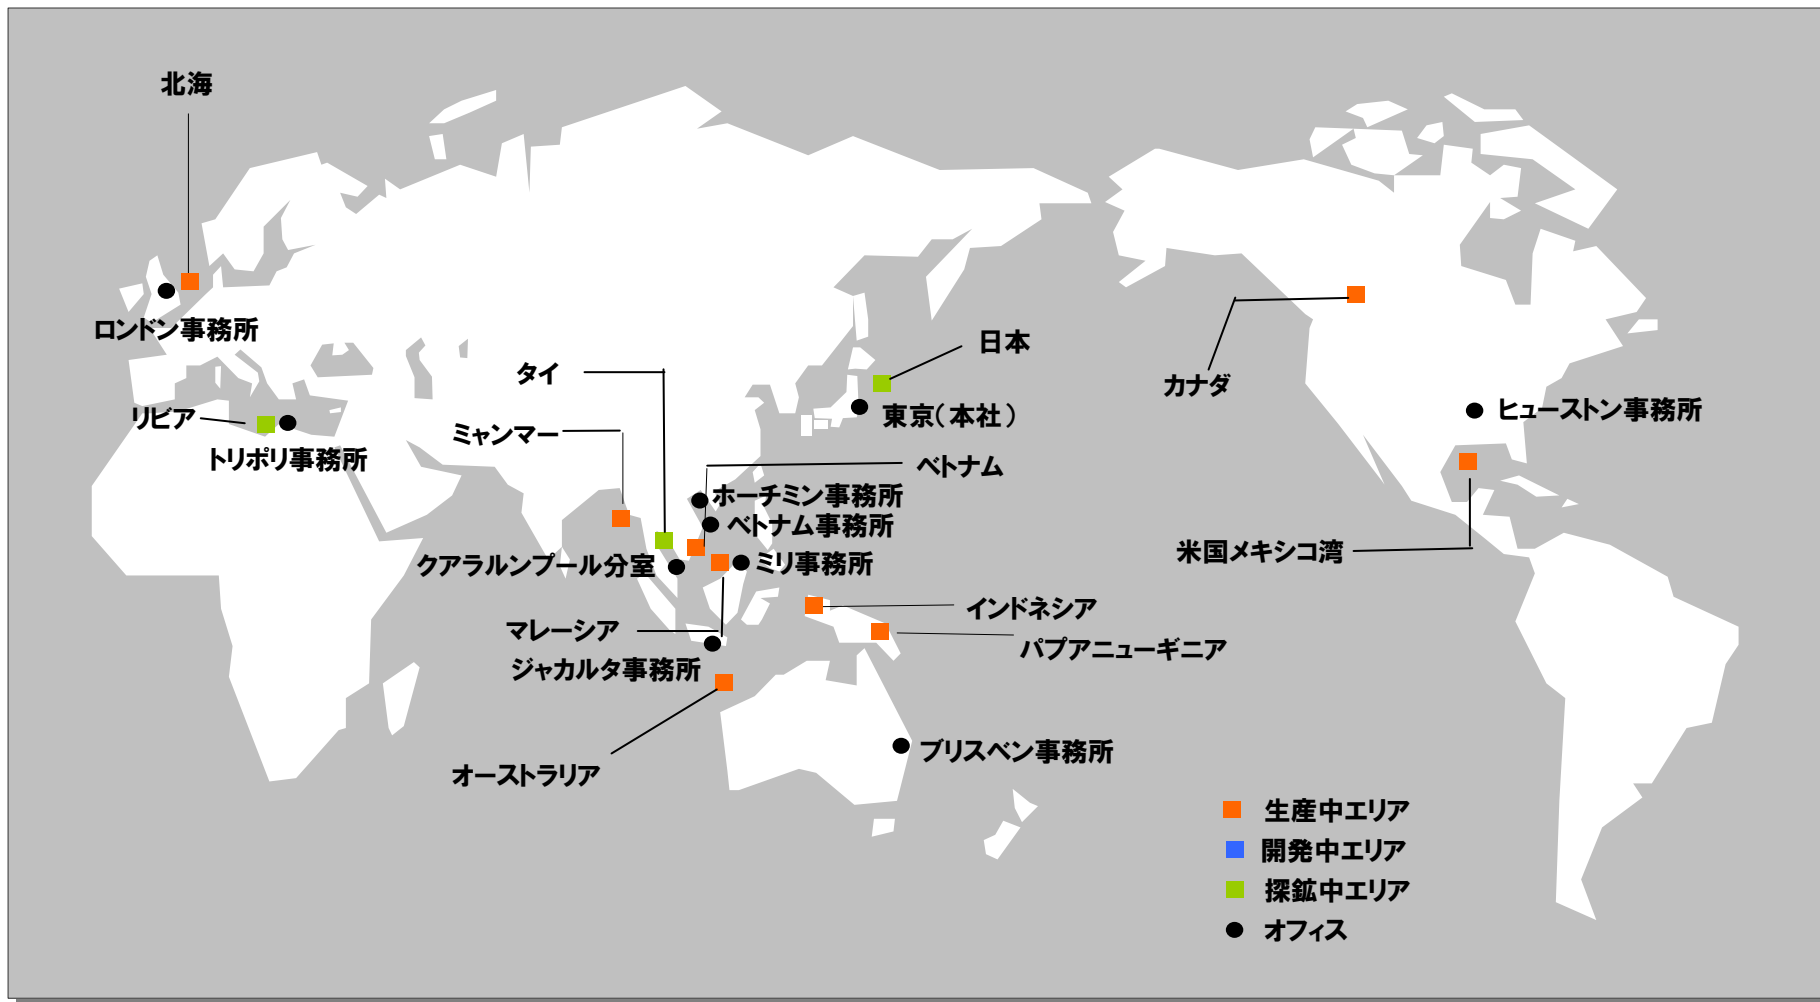 北海
ロンドン事務所
日本
タイ
カナダ
東京(本社)
ヒューストン事務所
リビア
ミャンマー
トリポリ事務所
ベトナム
ホーチミン事務所
ベトナム事務所
米国メキシコ湾
クアラルンプール分室
ミリ事務所
インドネシア
マレーシア
パプアニューギニア
ジャカルタ事務所
ブリスベン事務所
オーストラリア
生産中エリア
開発中エリア
探鉱中エリア
オフィス